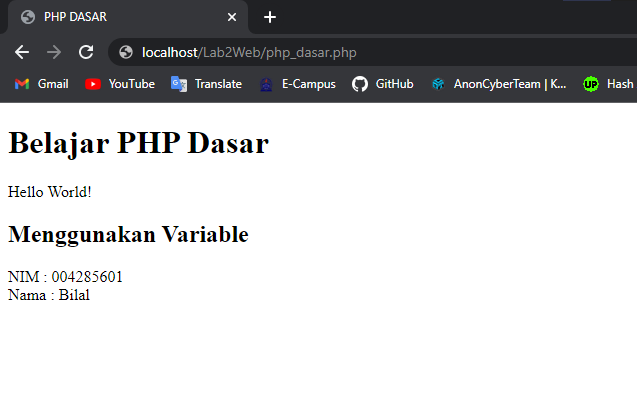 PHP DASAR
localhost/Lab2Web/php_dasar.php
Gmail YouTube Translate E-Campus GitHub AnonCyberTeam | K... UP Hash
Belajar PHP Dasar
Hello World!
Menggunakan Variable
NIM : 004285601
Nama : Bilal